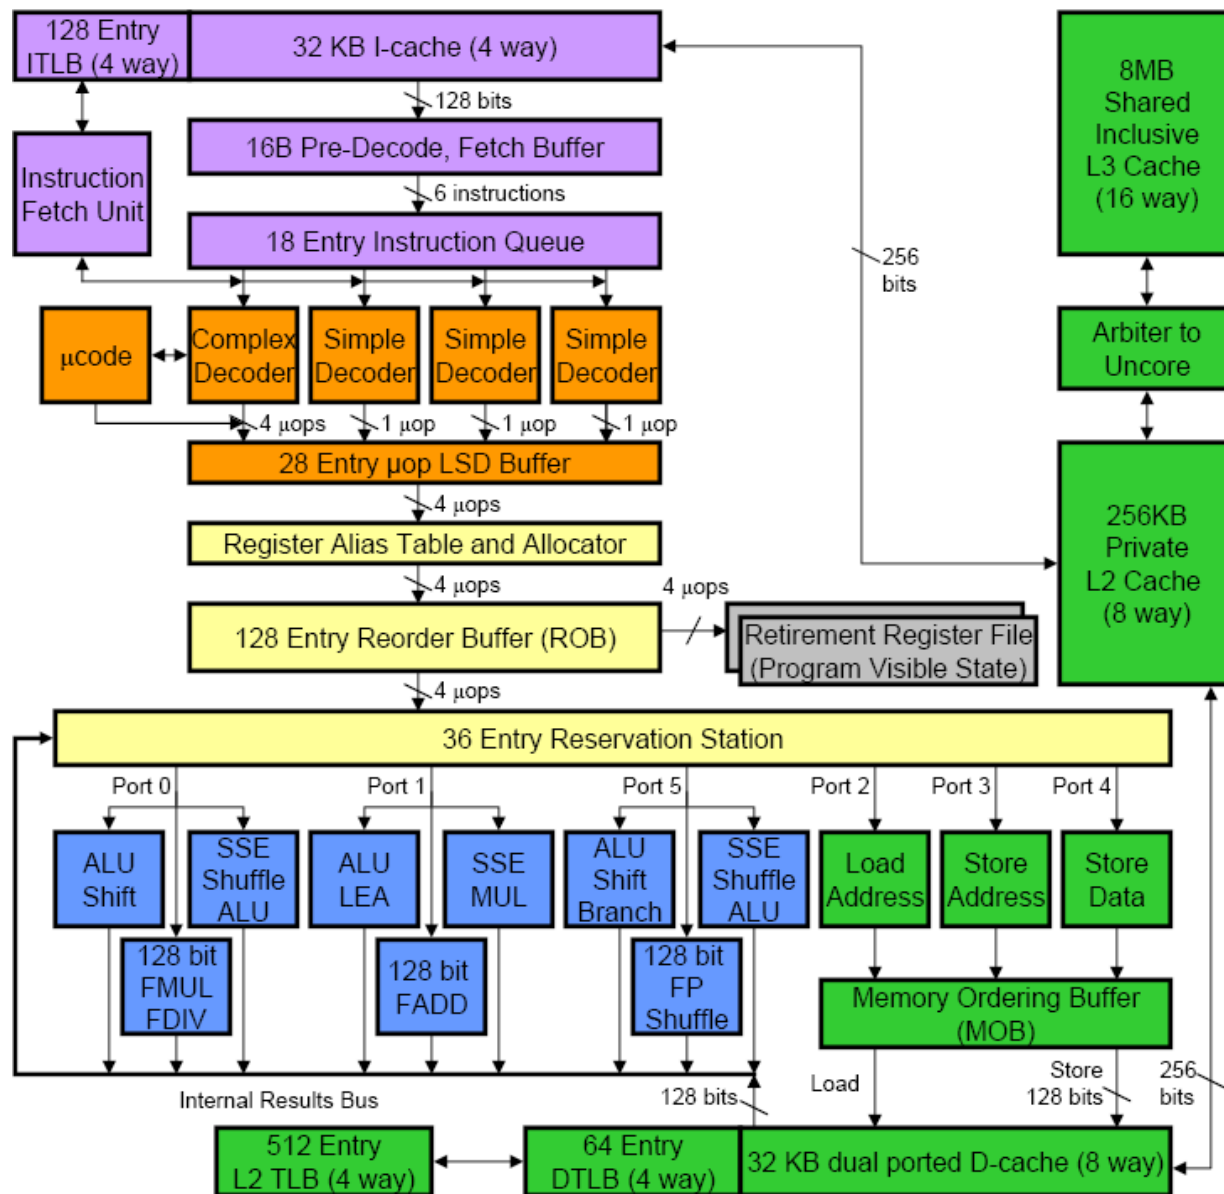 128 Entry
ITLB (4 way)
32 KB I-cache (4 way)
8MB
Shared
Inclusive
L3 Cache
(16 way)
128 bits
Instruction
Fetch Unit
16B Pre-Decode, Fetch Buffer
6 instructions
18 Entry Instruction Queue
256
bits
μcode
Complex
Decoder
Simple
Decoder
Simple
Decoder
Simple
Decoder
Arbiter to
Uncore
4 μops
1 μop
1 μop
1 μop
28 Entry μop LSD Buffer
4 μops
Register Alias Table and Allocator
256KB
Private
L2 Cache
(8 way)
4 μops
4 μops
128 Entry Reorder Buffer (ROB)
Retirement Register File
(Program Visible State)
4 μops
36 Entry Reservation Station
Port 0
Port 1
Port 5
Port 2
Port 3
Port 4
ALU
Shift
SSE
Shuffle
ALU
ALU
LEA
SSE
MUL
ALU
Shift
Branch
SSE
Shuffle
ALU
Load
Address
Store
Address
Store
Data
128 bit
FMUL
FDIV
128 bit
FADD
128 bit
FP
Shuffle
Memory Ordering Buffer
(MOB)
Internal Results Bus
128 bits
Load
Store
128 bits
256
bits
512 Entry
L2 TLB (4 way)
64 Entry
DTLB (4 way)
32 KB dual ported D-cache (8 way)